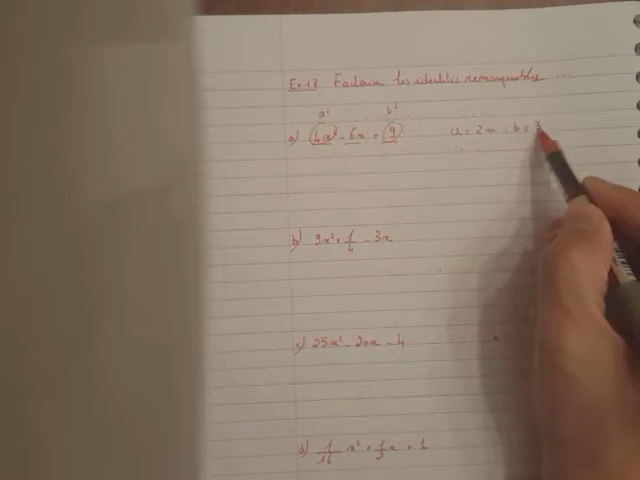 Ex 13 Factoriser les identités remarquables .....
a² b²
a) 4x² - 6x + 9 a = 2x ; b = 3
b) 9x² + 1/4 - 3x
c) 25x² - 20x - 4
d) 1/16 x² + 1/3 x + 1